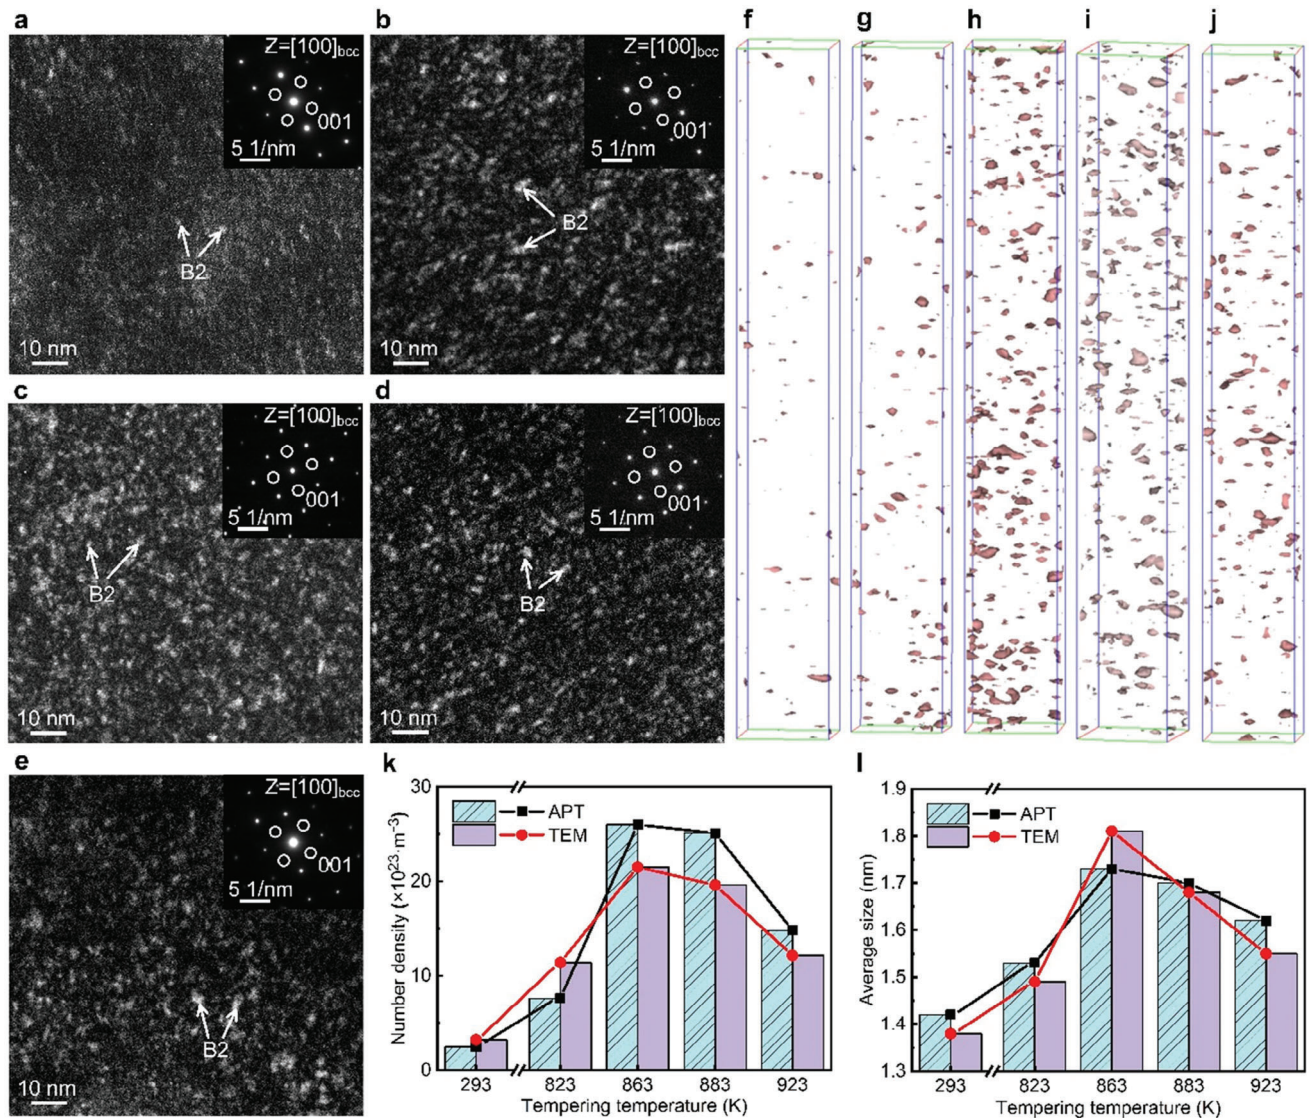 a
Z=[100]bcc
001
5 1/nm
B2
10 nm
b
Z=[100]bcc
001
5 1/nm
B2
10 nm
c
Z=[100]bcc
001
5 1/nm
B2
10 nm
d
Z=[100]bcc
001
5 1/nm
B2
10 nm
e
Z=[100]bcc
001
5 1/nm
B2
10 nm
f
g
h
i
j
k
30
20
10
0
Number density (×10²³·m⁻³)
APT
TEM
293
823
863
883
923
Tempering temperature (K)
l
1.9
1.8
1.7
1.6
1.5
1.4
1.3
Average size (nm)
APT
TEM
293
823
863
883
923
Tempering temperature (K)